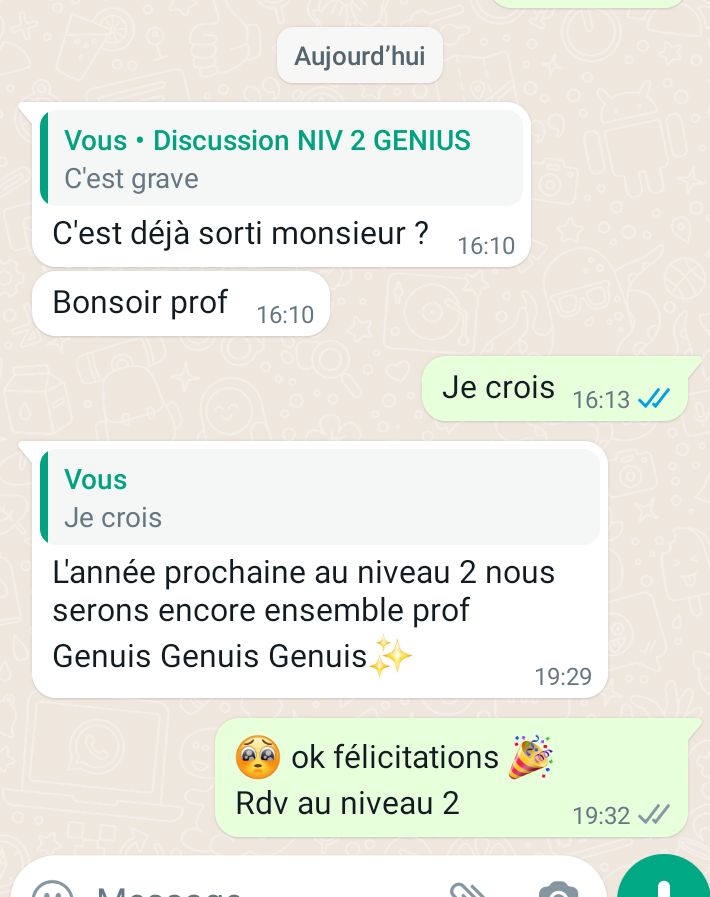 Aujourd’hui
Vous • Discussion NIV 2 GENIUS
C'est grave
C'est déjà sorti monsieur ? 16:10
Bonsoir prof 16:10
Je crois 16:13
Vous
Je crois
L'année prochaine au niveau 2 nous
serons encore ensemble prof
Genuis Genuis Genuis✨
19:29
🥺 ok félicitations 🎉
Rdv au niveau 2 19:32
Message